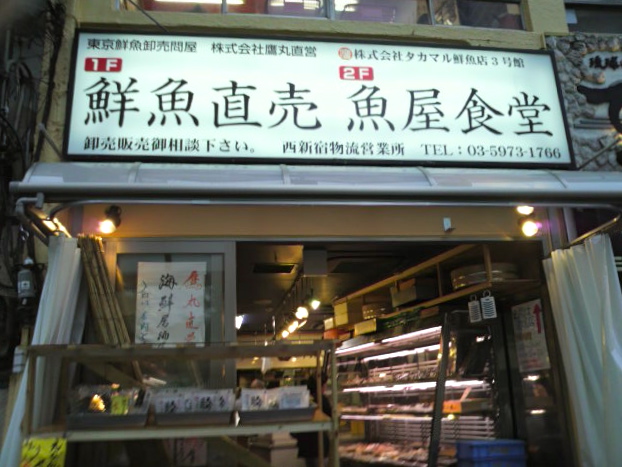 東京鮮魚卸売問屋 株式会社鷹丸直営
株式会社タカマル鮮魚店3号館
1F
鮮魚直売
2F
魚屋食堂
卸売販売御相談下さい。 西新宿物流営業所 TEL:03-5973-1766
鷹丸直営
海鮮居酒